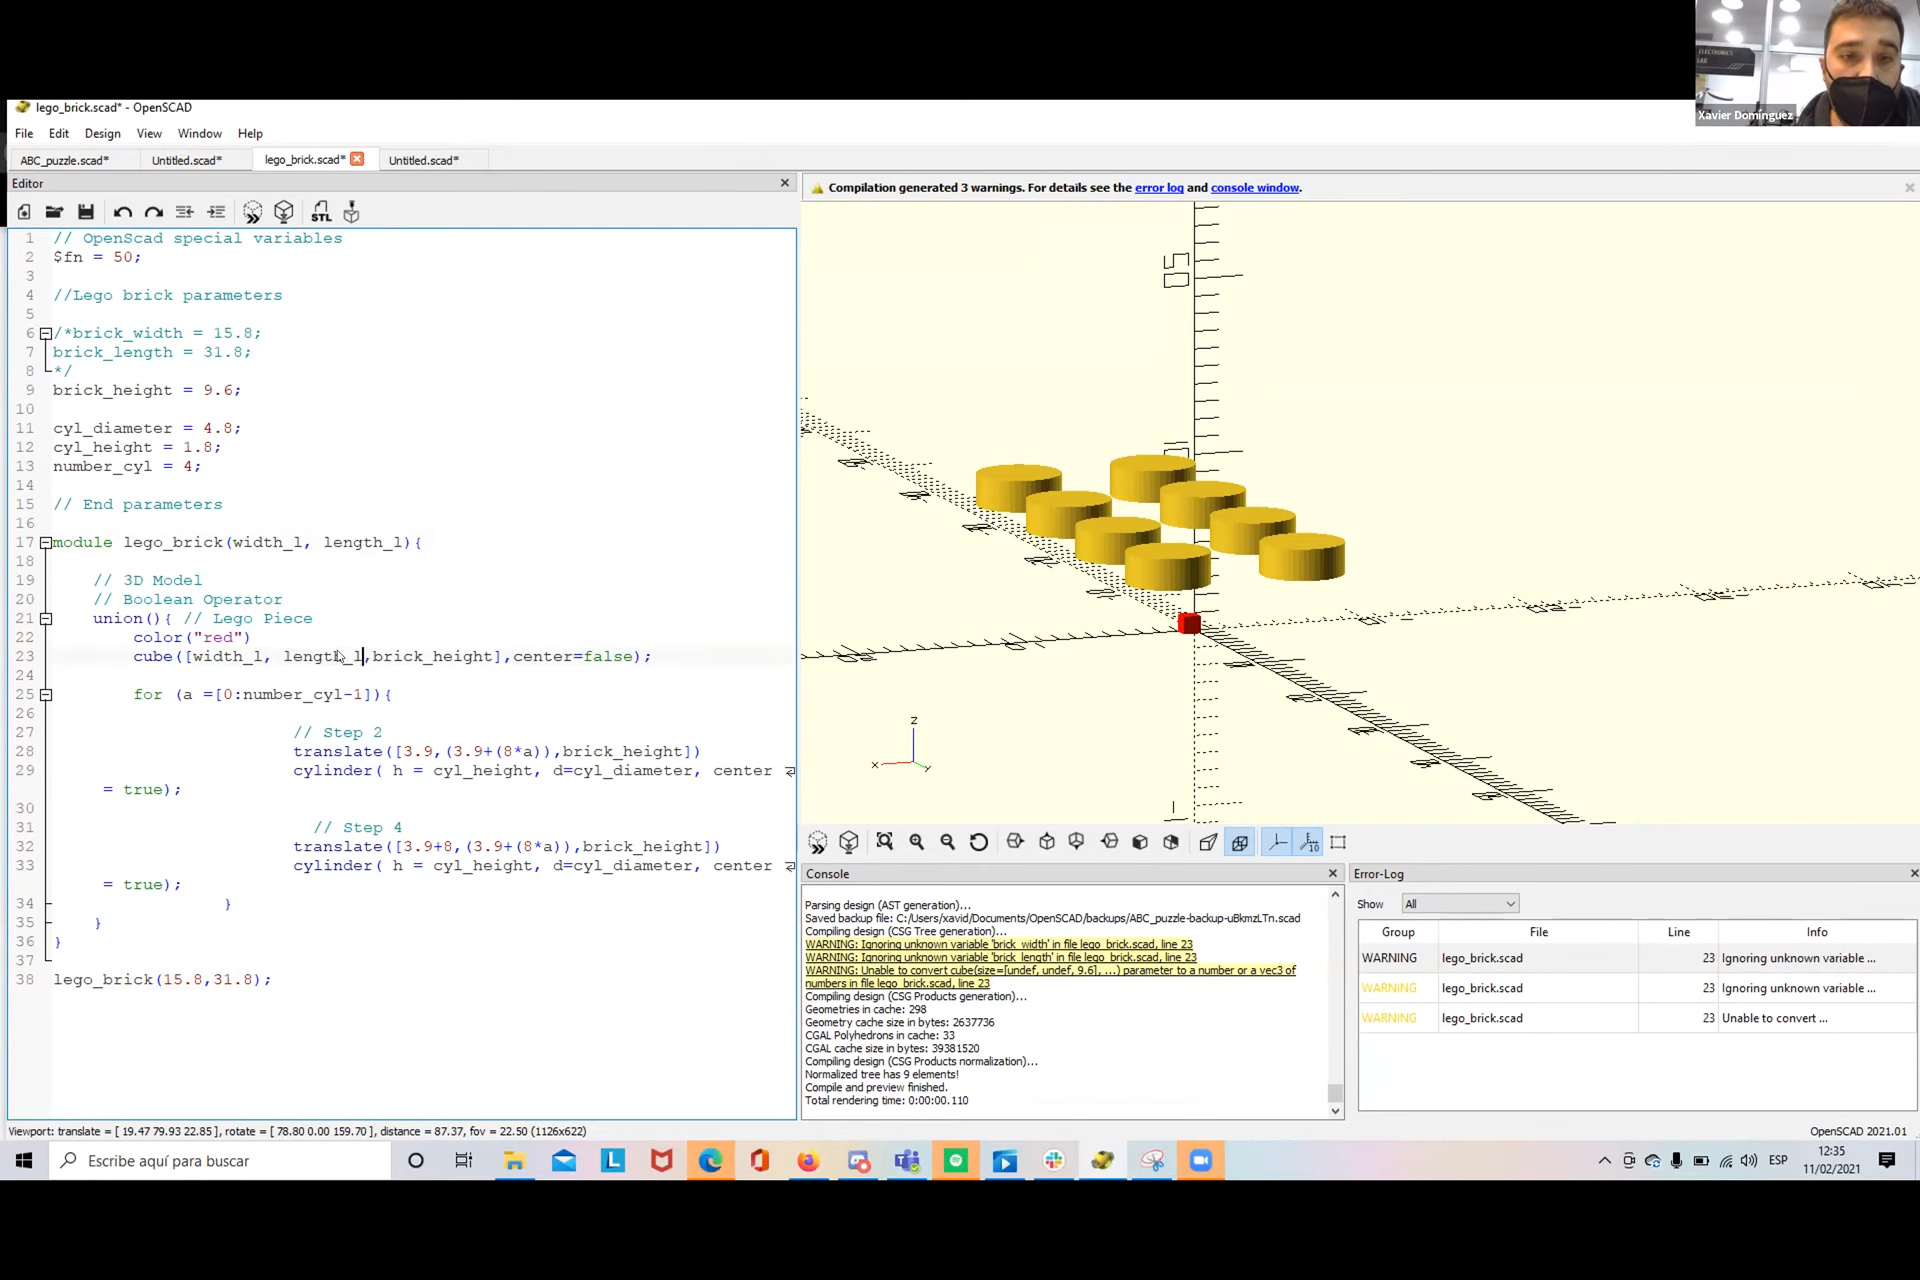 ELECTRONICS
LAB
Xavier Domínguez
lego_brick.scad* - OpenSCAD
File Edit Design View Window Help
ABC_puzzle.scad* Untitled.scad* lego_brick.scad* Untitled.scad*
Editor
Compilation generated 3 warnings. For details see the error log and console window.
STL
1 // OpenScad special variables
2 $fn = 50;
3
4 //Lego brick parameters
5
6 /*brick_width = 15.8;
7 brick_length = 31.8;
8 */
9 brick_height = 9.6;
10
11 cyl_diameter = 4.8;
12 cyl_height = 1.8;
13 number_cyl = 4;
14
15 // End parameters
16
17 module lego_brick(width_l, length_l){
18
19 // 3D Model
20 // Boolean Operator
21 union(){ // Lego Piece
22 color("red")
23 cube([width_l, length_l,brick_height],center=false);
24
25 for (a =[0:number_cyl-1]){
26
27 // Step 2
28 translate([3.9,(3.9+(8*a)),brick_height])
29 cylinder( h = cyl_height, d=cyl_diameter, center
= true);
30
31 // Step 4
32 translate([3.9+8,(3.9+(8*a)),brick_height])
33 cylinder( h = cyl_height, d=cyl_diameter, center
= true);
34 }
35 }
36 }
37
38 lego_brick(15.8,31.8);
z
x
y
10
Console
Parsing design (AST generation)...
Saved backup file: C:/Users/xavid/Documents/OpenSCAD/backups/ABC_puzzle-backup-uBkmzLTn.scad
Compiling design (CSG Tree generation)...
WARNING: Ignoring unknown variable 'brick_width' in file lego_brick.scad, line 23
WARNING: Ignoring unknown variable 'brick_length' in file lego_brick.scad, line 23
WARNING: Unable to convert cube(size=[undef, undef, 9.6], ...) parameter to a number or a vec3 of
numbers in file lego_brick.scad, line 23
Compiling design (CSG Products generation)...
Geometries in cache: 298
Geometry cache size in bytes: 2637736
CGAL Polyhedrons in cache: 33
CGAL cache size in bytes: 39381520
Compiling design (CSG Products normalization)...
Normalized tree has 9 elements!
Compile and preview finished.
Total rendering time: 0:00:00.110
Error-Log
Show All
Group File Line Info
WARNING lego_brick.scad 23 Ignoring unknown variable ...
WARNING lego_brick.scad 23 Ignoring unknown variable ...
WARNING lego_brick.scad 23 Unable to convert ...
Viewport: translate = [ 19.47 79.93 22.85 ], rotate = [ 78.80 0.00 159.70 ], distance = 87.37, fov = 22.50 (1126x622)
OpenSCAD 2021.01
Escribe aquí para buscar
ESP
12:35
11/02/2021